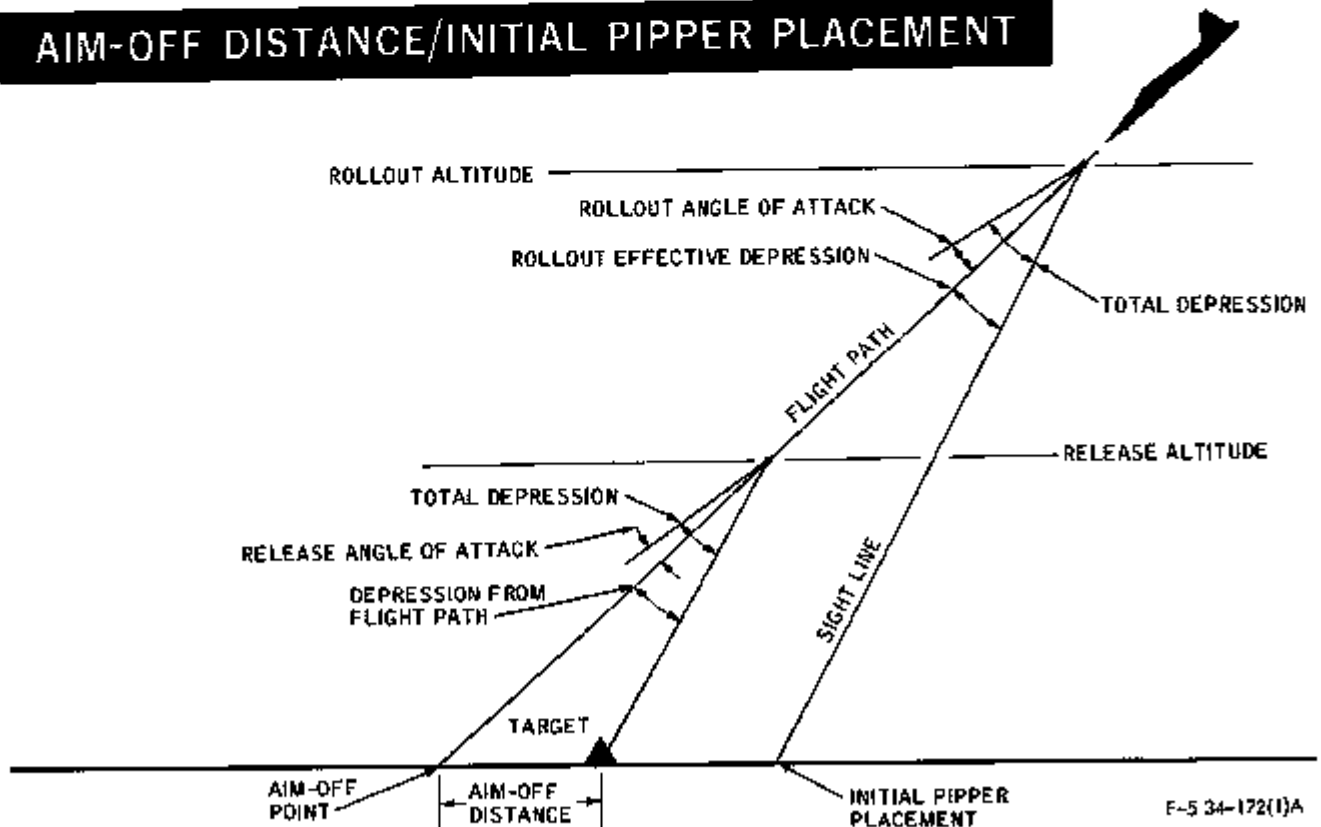 AIM-OFF DISTANCE/INITIAL PIPPER PLACEMENT
ROLLOUT ALTITUDE
ROLLOUT ANGLE OF ATTACK
ROLLOUT EFFECTIVE DEPRESSION
TOTAL DEPRESSION
FLIGHT PATH
RELEASE ALTITUDE
TOTAL DEPRESSION
RELEASE ANGLE OF ATTACK
DEPRESSION FROM
FLIGHT PATH
SIGHT LINE
TARGET
AIM-OFF
POINT
AIM-OFF
DISTANCE
INITIAL PIPPER
PLACEMENT
F-5 34-172(1)A